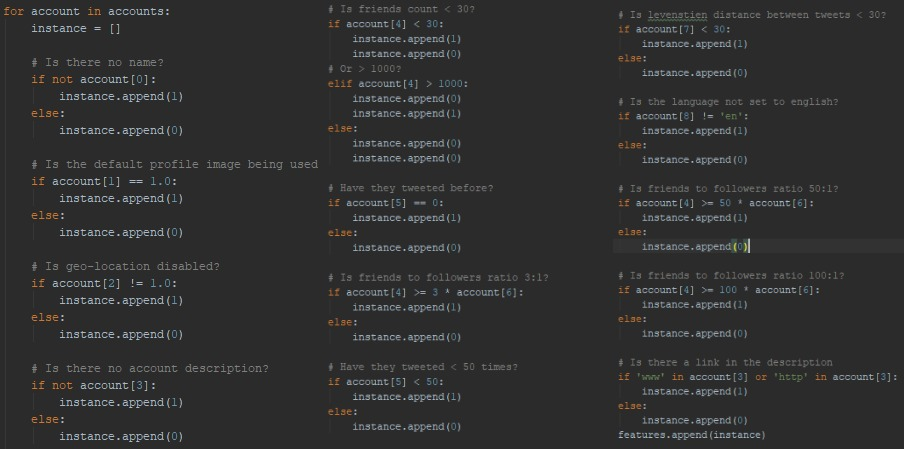 for account in accounts:
    instance = []

    # Is there no name?
    if not account[0]:
        instance.append(1)
    else:
        instance.append(0)

    # Is the default profile image being used
    if account[1] == 1.0:
        instance.append(1)
    else:
        instance.append(0)

    # Is geo-location disabled?
    if account[2] != 1.0:
        instance.append(1)
    else:
        instance.append(0)

    # Is there no account description?
    if not account[3]:
        instance.append(1)
    else:
        instance.append(0)

# Is friends count < 30?
if account[4] < 30:
    instance.append(1)
    instance.append(0)
# Or > 1000?
elif account[4] > 1000:
    instance.append(0)
    instance.append(1)
else:
    instance.append(0)
    instance.append(0)

# Have they tweeted before?
if account[5] == 0:
    instance.append(1)
else:
    instance.append(0)

# Is friends to followers ratio 3:1?
if account[4] >= 3 * account[6]:
    instance.append(1)
else:
    instance.append(0)

# Have they tweeted < 50 times?
if account[5] < 50:
    instance.append(1)
else:
    instance.append(0)

# Is levenstien distance between tweets < 30?
if account[7] < 30:
    instance.append(1)
else:
    instance.append(0)

# Is the language not set to english?
if account[8] != 'en':
    instance.append(1)
else:
    instance.append(0)

# Is friends to followers ratio 50:1?
if account[4] >= 50 * account[6]:
    instance.append(1)
else:
    instance.append(0)

# Is friends to followers ratio 100:1?
if account[4] >= 100 * account[6]:
    instance.append(1)
else:
    instance.append(0)

# Is there a link in the description
if 'www' in account[3] or 'http' in account[3]:
    instance.append(1)
else:
    instance.append(0)
features.append(instance)